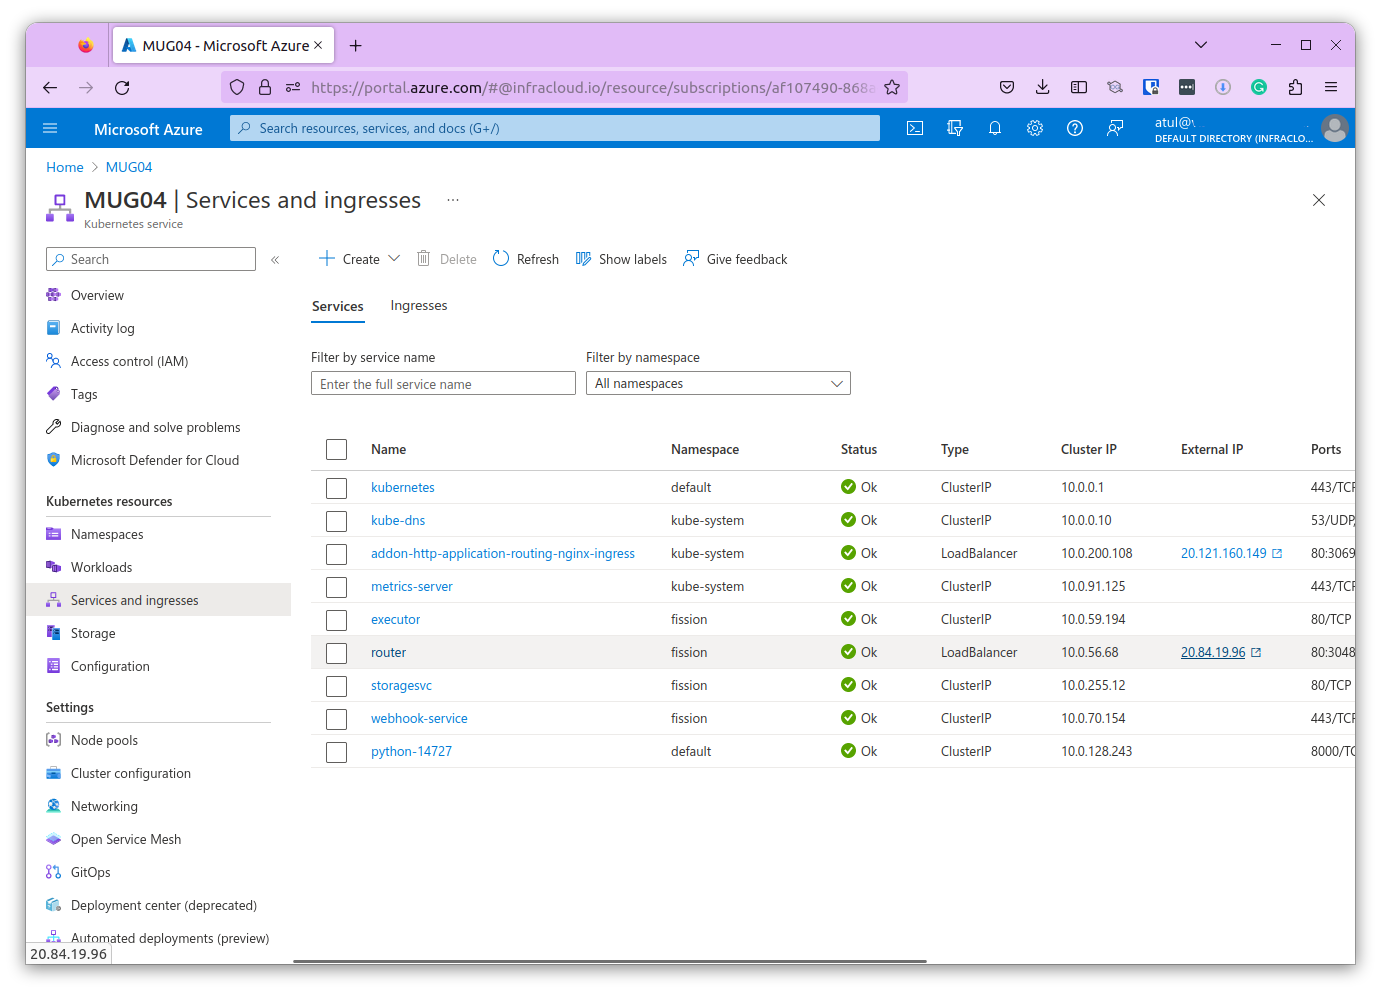 MUG04 - Microsoft Azure
https://portal.azure.com/#@infracloud.io/resource/subscriptions/af107490-868a
Microsoft Azure
Search resources, services, and docs (G+/)
atul@
DEFAULT DIRECTORY (INFRACLO...
Home > MUG04
MUG04 | Services and ingresses ...
Kubernetes service
Search
«
Create
Delete
Refresh
Show labels
Give feedback
Overview
Activity log
Access control (IAM)
Tags
Diagnose and solve problems
Microsoft Defender for Cloud
Kubernetes resources
Namespaces
Workloads
Services and ingresses
Storage
Configuration
Settings
Node pools
Cluster configuration
Networking
Open Service Mesh
GitOps
Deployment center (deprecated)
Automated deployments (preview)
20.84.19.96
Services Ingresses
Filter by service name Filter by namespace
Enter the full service name All namespaces
Name Namespace Status Type Cluster IP External IP Ports
kubernetes default Ok ClusterIP 10.0.0.1 443/TCP
kube-dns kube-system Ok ClusterIP 10.0.0.10 53/UDP,
addon-http-application-routing-nginx-ingress kube-system Ok LoadBalancer 10.0.200.108 20.121.160.149 80:3069
metrics-server kube-system Ok ClusterIP 10.0.91.125 443/TCP
executor fission Ok ClusterIP 10.0.59.194 80/TCP
router fission Ok LoadBalancer 10.0.56.68 20.84.19.96 80:3048
storagesvc fission Ok ClusterIP 10.0.255.12 80/TCP
webhook-service fission Ok ClusterIP 10.0.70.154 443/TCP
python-14727 default Ok ClusterIP 10.0.128.243 8000/TC